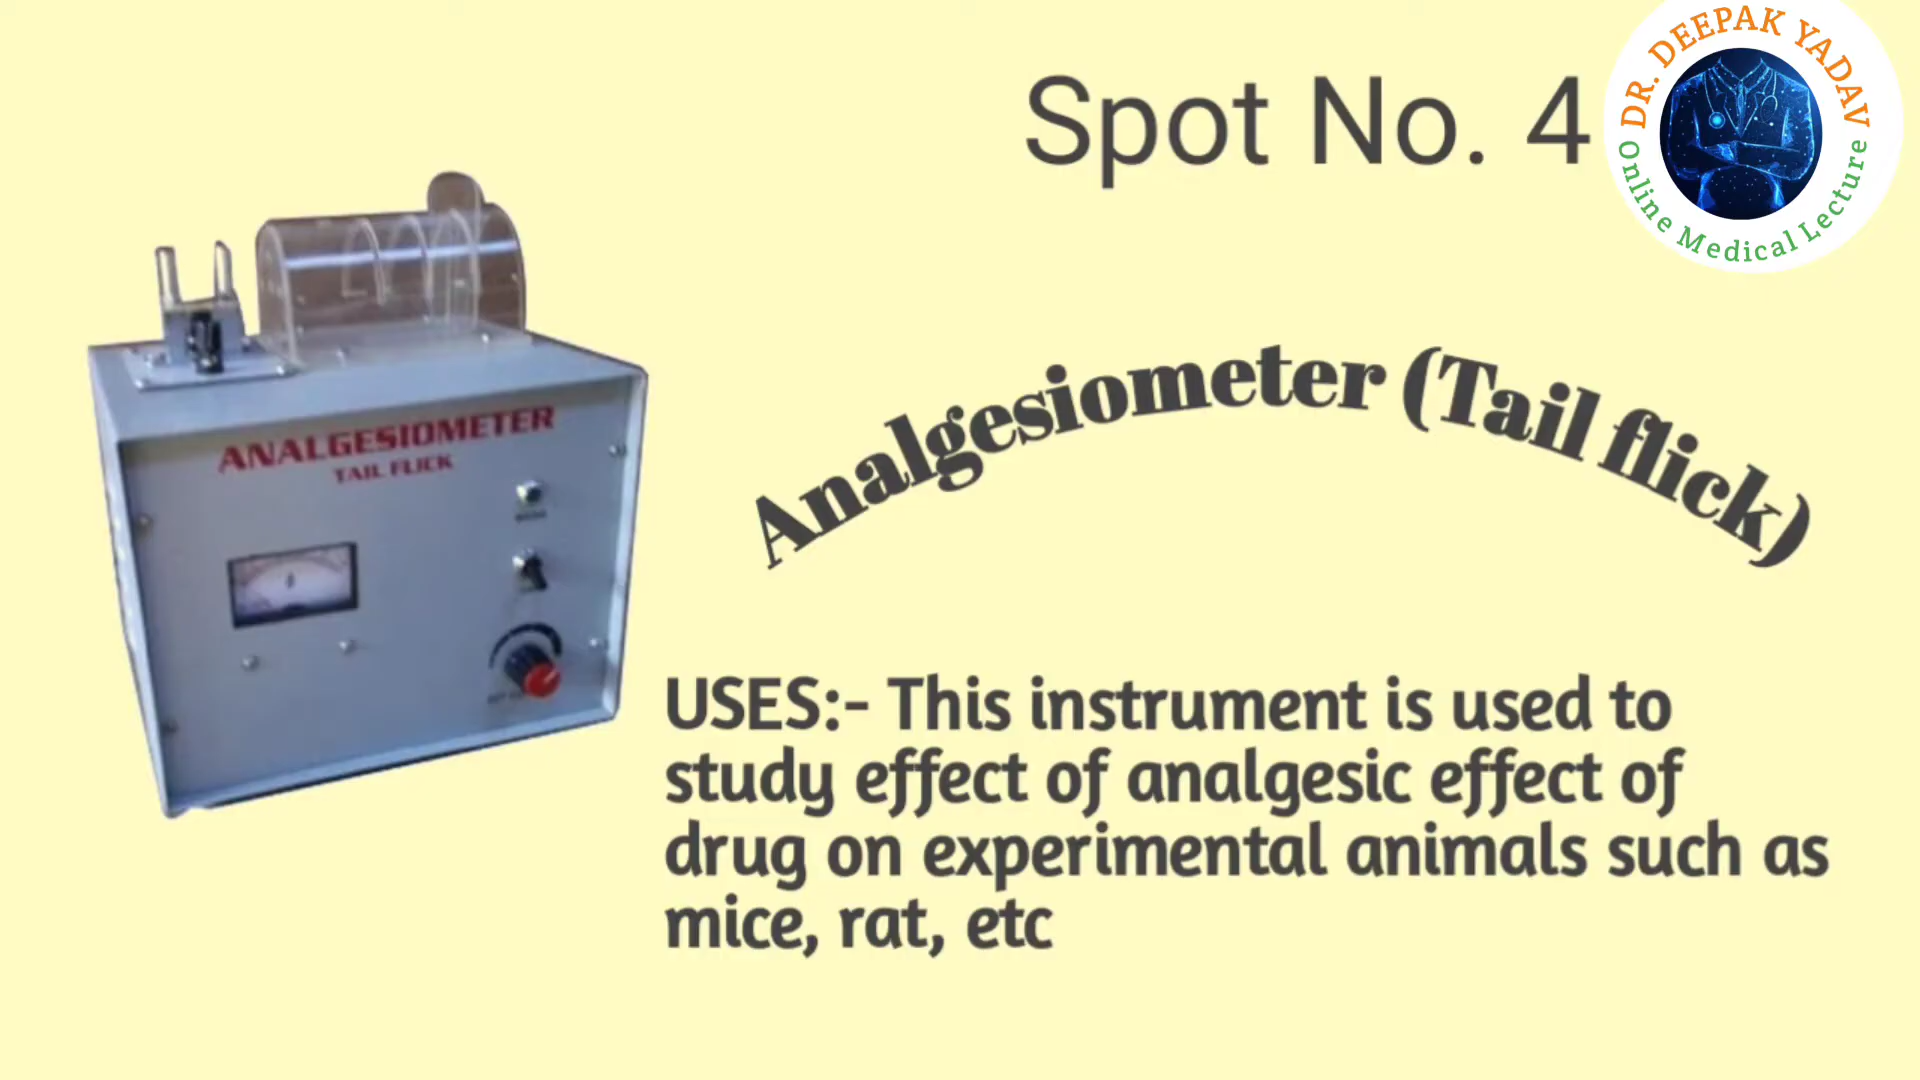 Spot No. 4
DR. DEEPAK YADAV
Online Medical Lecture
Analgesiometer (Tail flick)
ANALGESIOMETER
TAIL FLICK
USES:- This instrument is used to
study effect of analgesic effect of
drug on experimental animals such as
mice, rat, etc